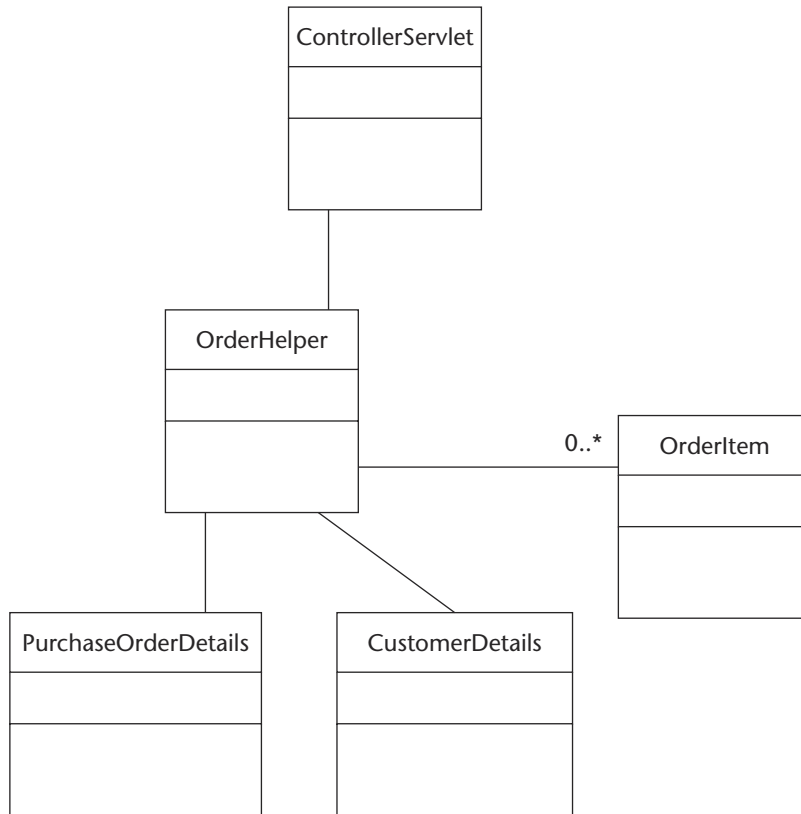 ControllerServlet
OrderHelper
0..*
OrderItem
PurchaseOrderDetails
CustomerDetails